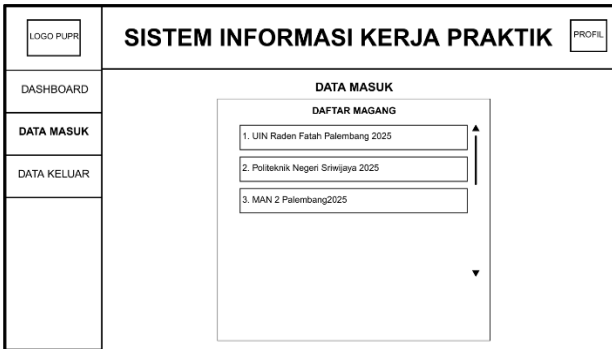 LOGO PUPR
SISTEM INFORMASI KERJA PRAKTIK
PROFIL
DASHBOARD
DATA MASUK
DATA KELUAR
DATA MASUK
DAFTAR MAGANG
1. UIN Raden Fatah Palembang 2025
2. Politeknik Negeri Sriwijaya 2025
3. MAN 2 Palembang2025